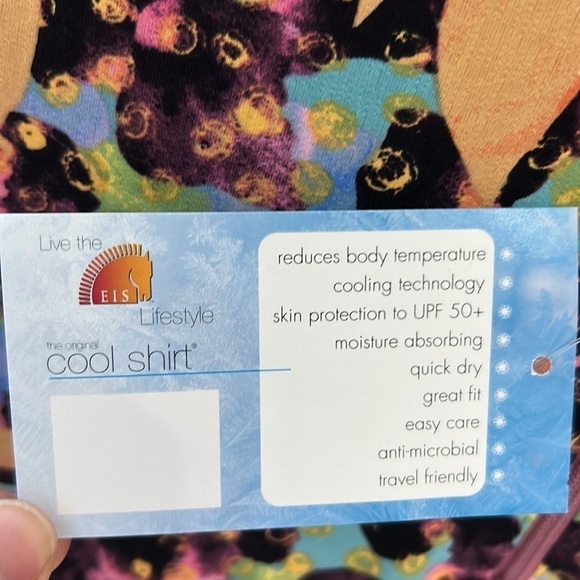 Live the
EIS
Lifestyle
the original
cool shirt®
reduces body temperature
cooling technology
skin protection to UPF 50+
moisture absorbing
quick dry
great fit
easy care
anti-microbial
travel friendly